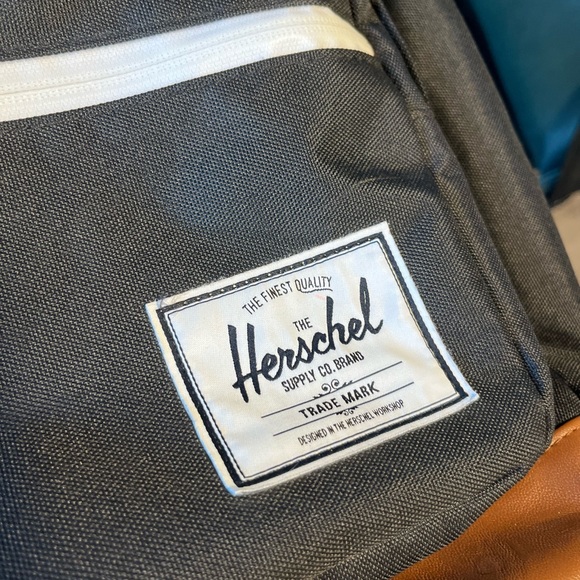 THE FINEST QUALITY
THE
Herschel
SUPPLY CO. BRAND
TRADE MARK
DESIGNED IN THE HERSCHEL WORKSHOP